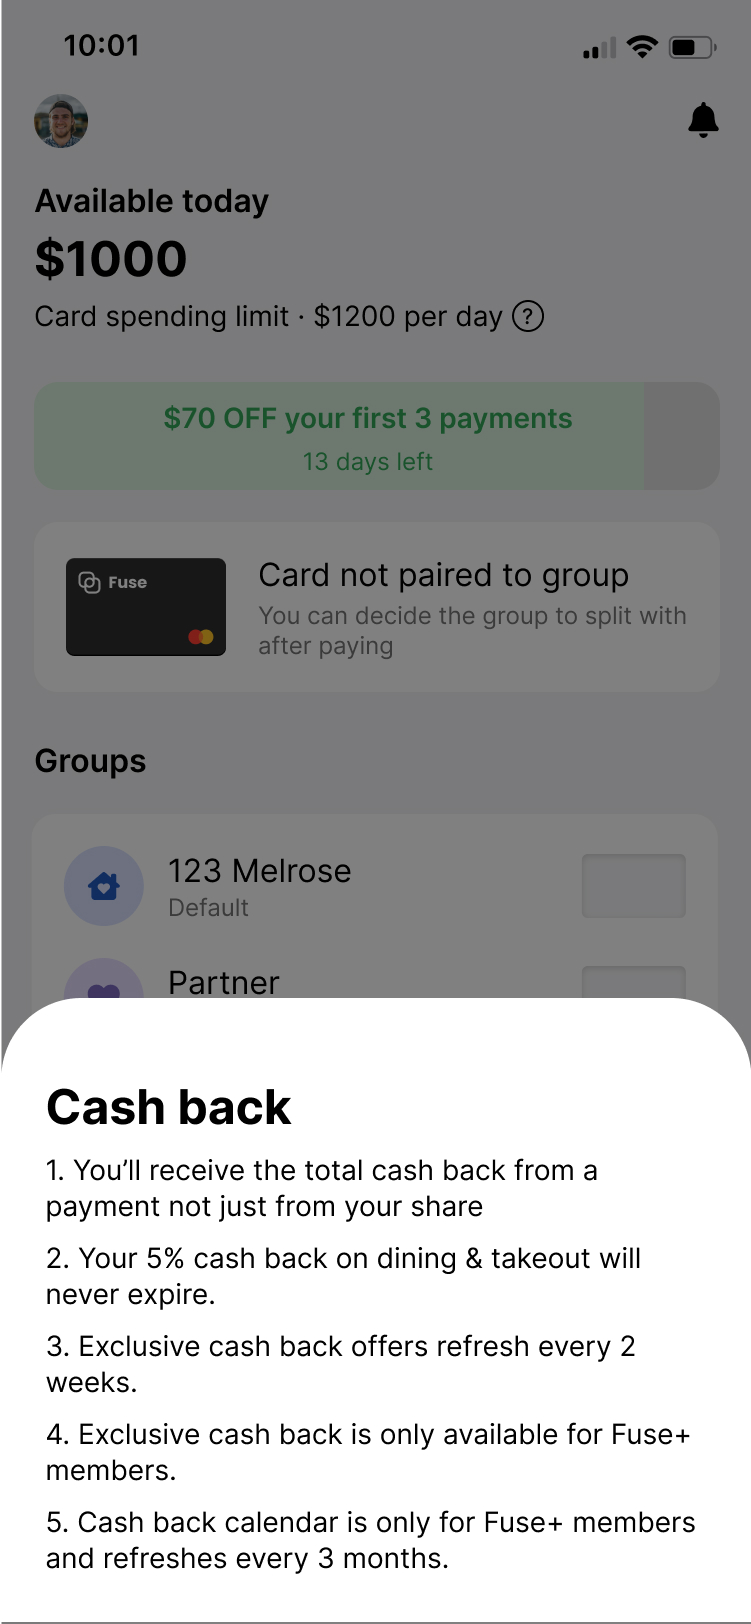 10:01
Available today
$1000
Card spending limit · $1200 per day ?
$70 OFF your first 3 payments
13 days left
Fuse
Card not paired to group
You can decide the group to split with
after paying
Groups
123 Melrose
Default
Partner
Cash back
1. You’ll receive the total cash back from a
payment not just from your share
2. Your 5% cash back on dining & takeout will
never expire.
3. Exclusive cash back offers refresh every 2
weeks.
4. Exclusive cash back is only available for Fuse+
members.
5. Cash back calendar is only for Fuse+ members
and refreshes every 3 months.